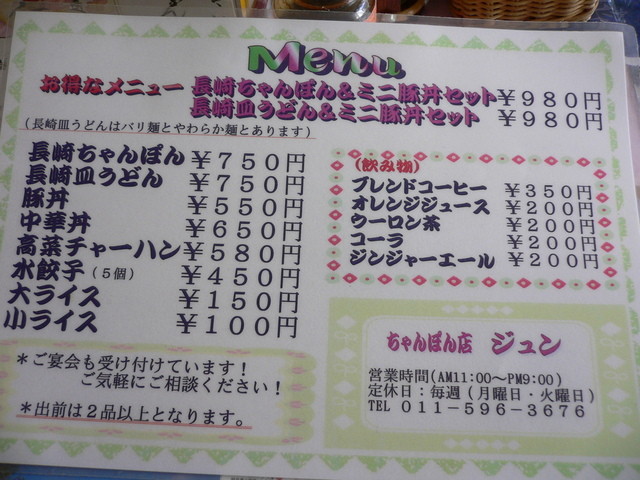 Menu
お得なメニュー 長崎ちゃんぽん&ミニ豚丼セット ¥980円
長崎皿うどん&ミニ豚丼セット ¥980円
(長崎皿うどんはバリ麺とやわらか麺とあります)
長崎ちゃんぽん ¥750円
長崎皿うどん ¥750円
豚丼 ¥550円
中華丼 ¥650円
高菜チャーハン ¥580円
水餃子(5個) ¥450円
大ライス ¥150円
小ライス ¥100円
*ご宴会も受け付けています!
ご気軽にご相談ください!
*出前は2品以上となります。
(飲み物)
ブレンドコーヒー ¥350円
オレンジジュース ¥200円
ウーロン茶 ¥200円
コーラ ¥200円
ジンジャーエール ¥200円
ちゃんぽん店 ジュン
営業時間(AM11:00~PM9:00)
定休日:毎週(月曜日・火曜日)
TEL 011-596-3676